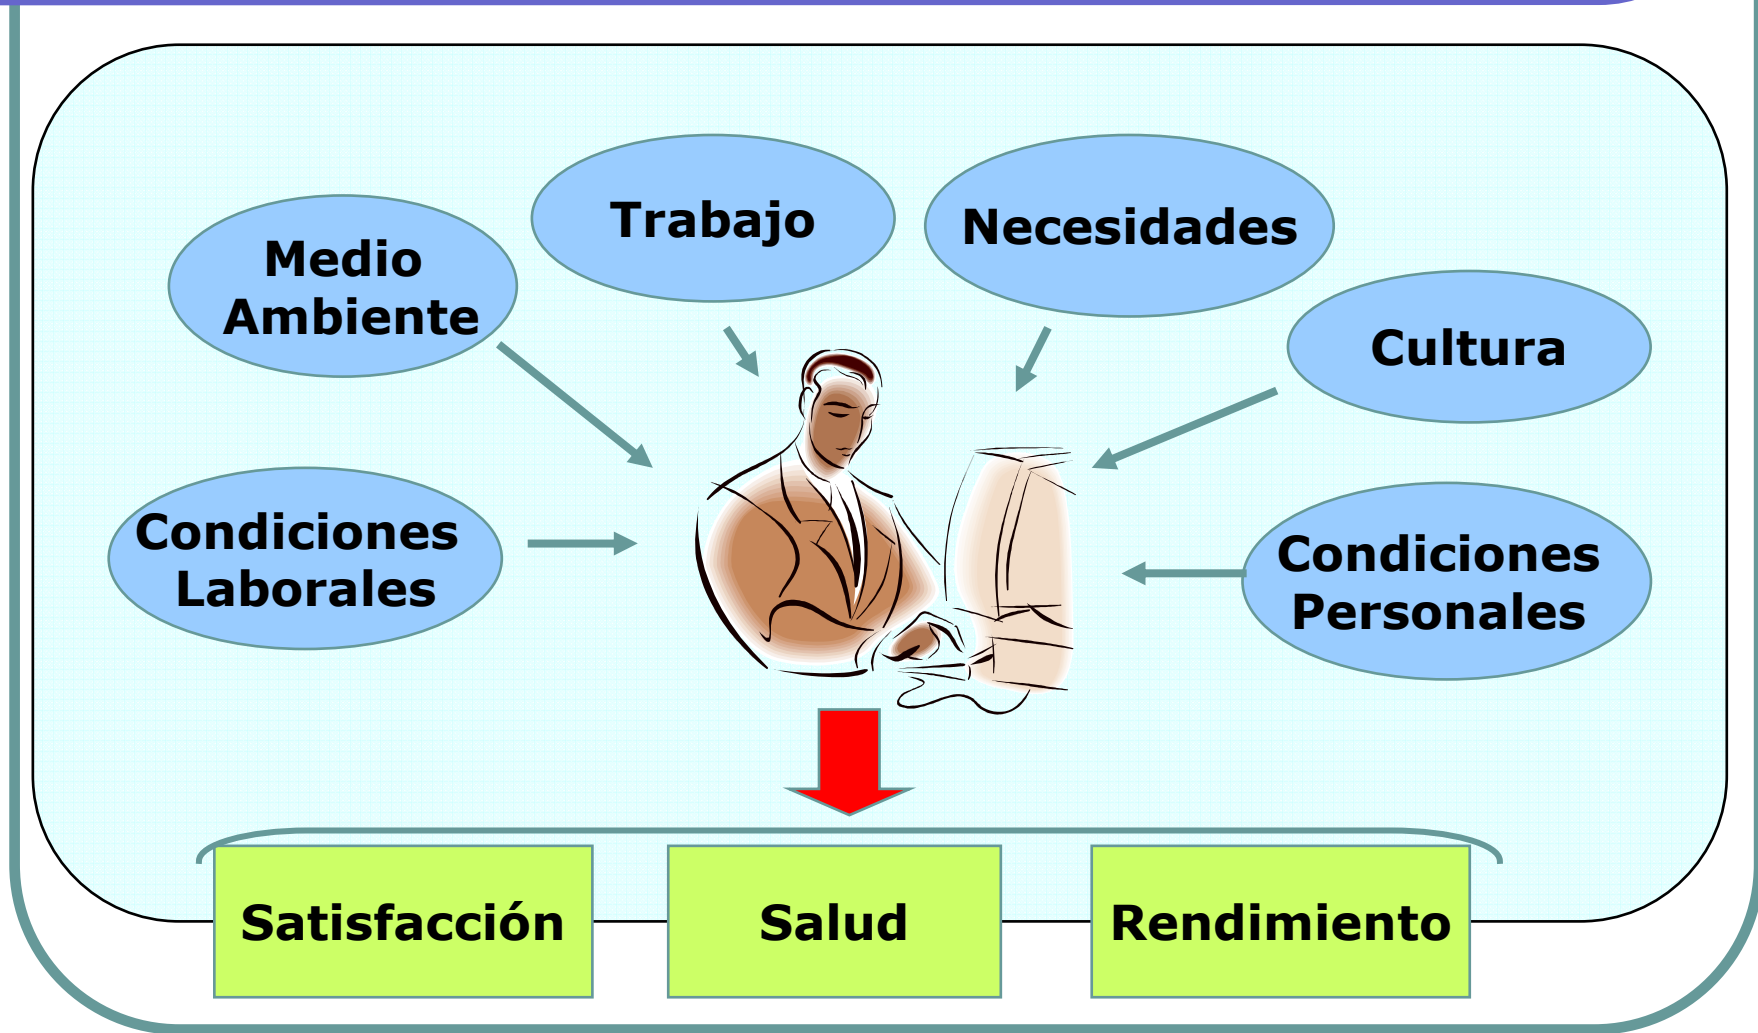 Trabajo
Necesidades
Medio
Ambiente
Cultura
Condiciones
Laborales
Condiciones
Personales
Satisfacción
Salud
Rendimiento